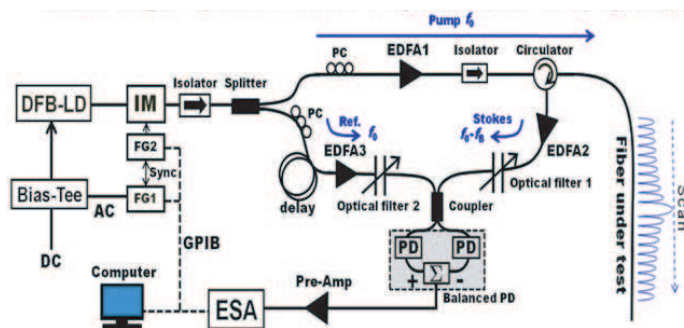 Pump f₀
PC
EDFA1
Isolator
Circulator
Isolator
Splitter
DFB-LD
IM
PC
Ref.
f₀
Stokes
f₀-f_B
EDFA3
EDFA2
FG2
Sync
FG1
Bias-Tee
AC
DC
delay
Optical filter 2
Optical filter 1
Coupler
PD
PD
+
Σ
-
Balanced PD
GPIB
Computer
ESA
Pre-Amp
Fiber under test
Scan